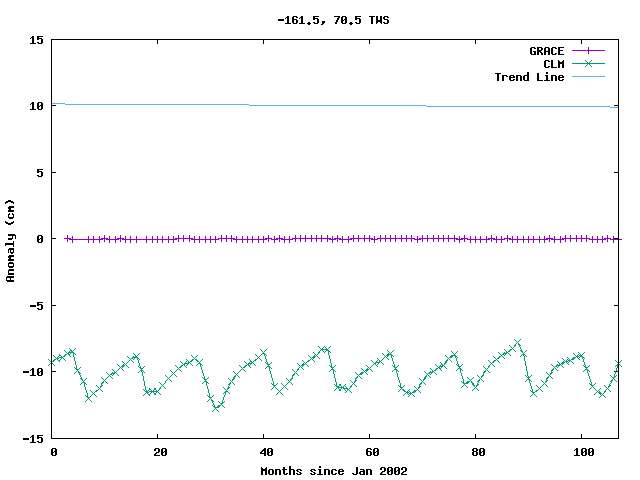 -161.5, 70.5 TWS
15
GRACE
CLM
Trend Line
10
5
0
-5
-10
-15
Anomaly (cm)
0 20 40 60 80 100
Months since Jan 2002